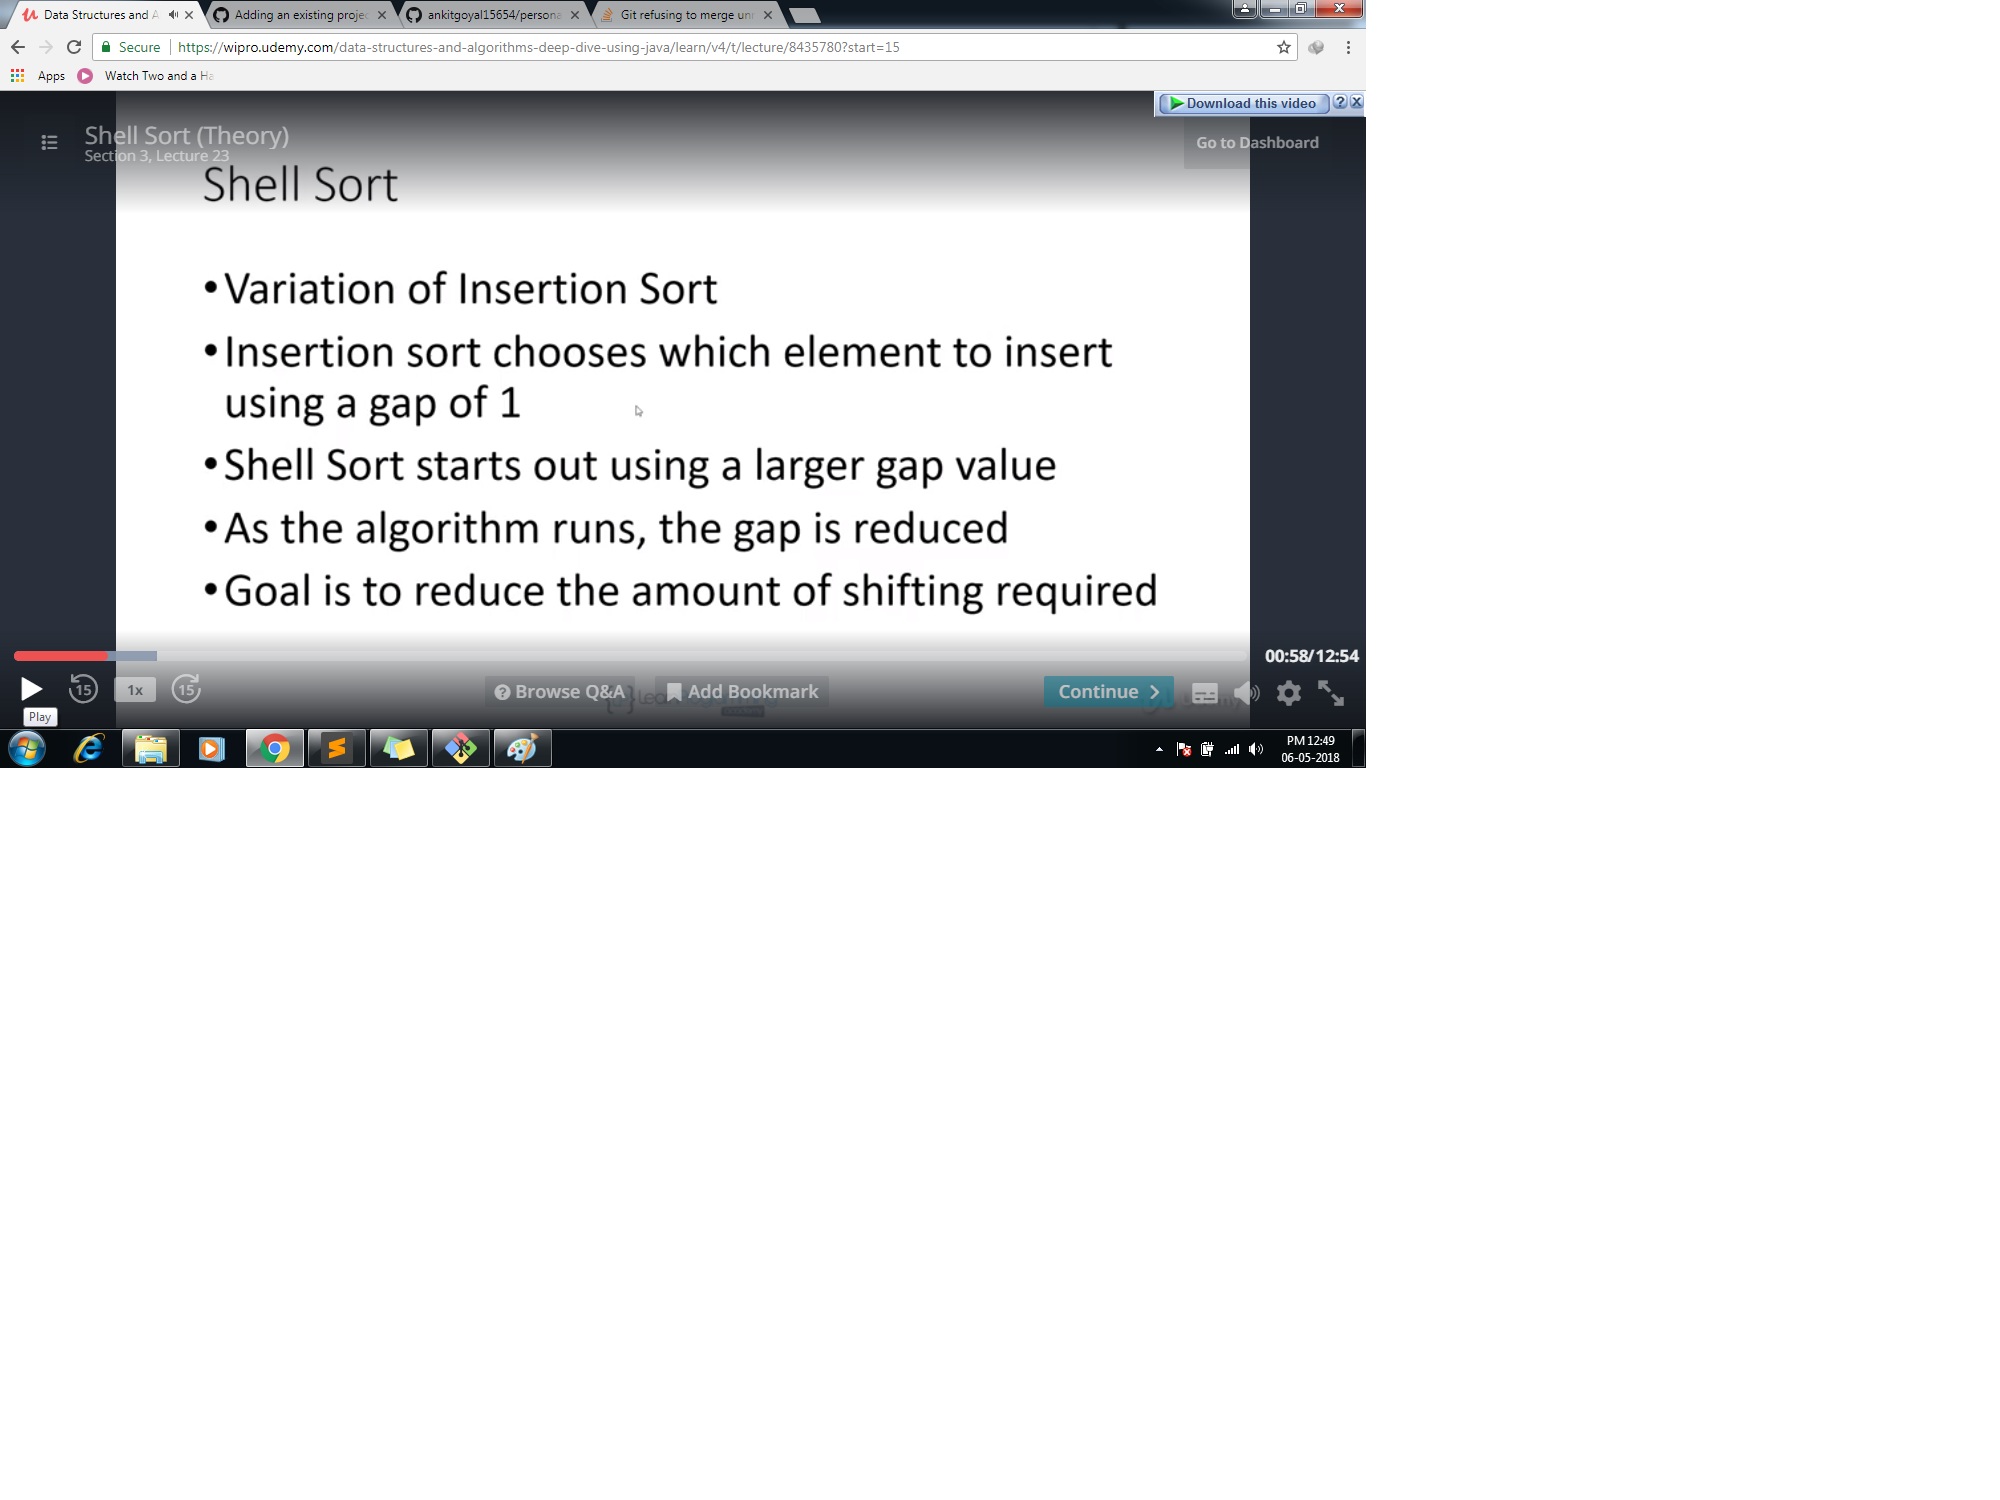 Data Structures and A
Adding an existing projec
ankitgoyal15654/persona
Git refusing to merge unr
Secure
https://wipro.udemy.com/data-structures-and-algorithms-deep-dive-using-java/learn/v4/t/lecture/8435780?start=15
Apps
Watch Two and a Ha
Download this video
Shell Sort (Theory)
Section 3, Lecture 23
Go to Dashboard
Shell Sort
•Variation of Insertion Sort
•Insertion sort chooses which element to insert
using a gap of 1
•Shell Sort starts out using a larger gap value
•As the algorithm runs, the gap is reduced
•Goal is to reduce the amount of shifting required
00:58/12:54
15
1x
15
Browse Q&A
Add Bookmark
Continue
Play
PM 12:49
06-05-2018